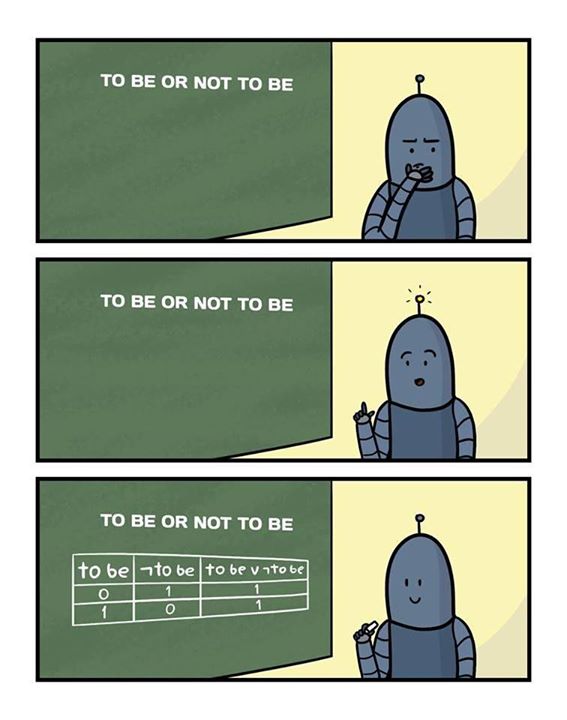 TO BE OR NOT TO BE
TO BE OR NOT TO BE
TO BE OR NOT TO BE
to be ¬to be to be v ¬to be
0 1 1
1 0 1